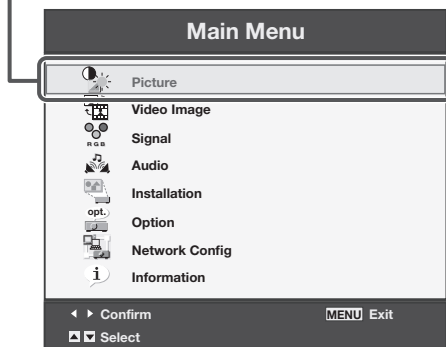 Main Menu
Picture
Video Image
RGB
Signal
Audio
Installation
opt.
Option
Network Config
i
Information
Confirm
MENU Exit
Select